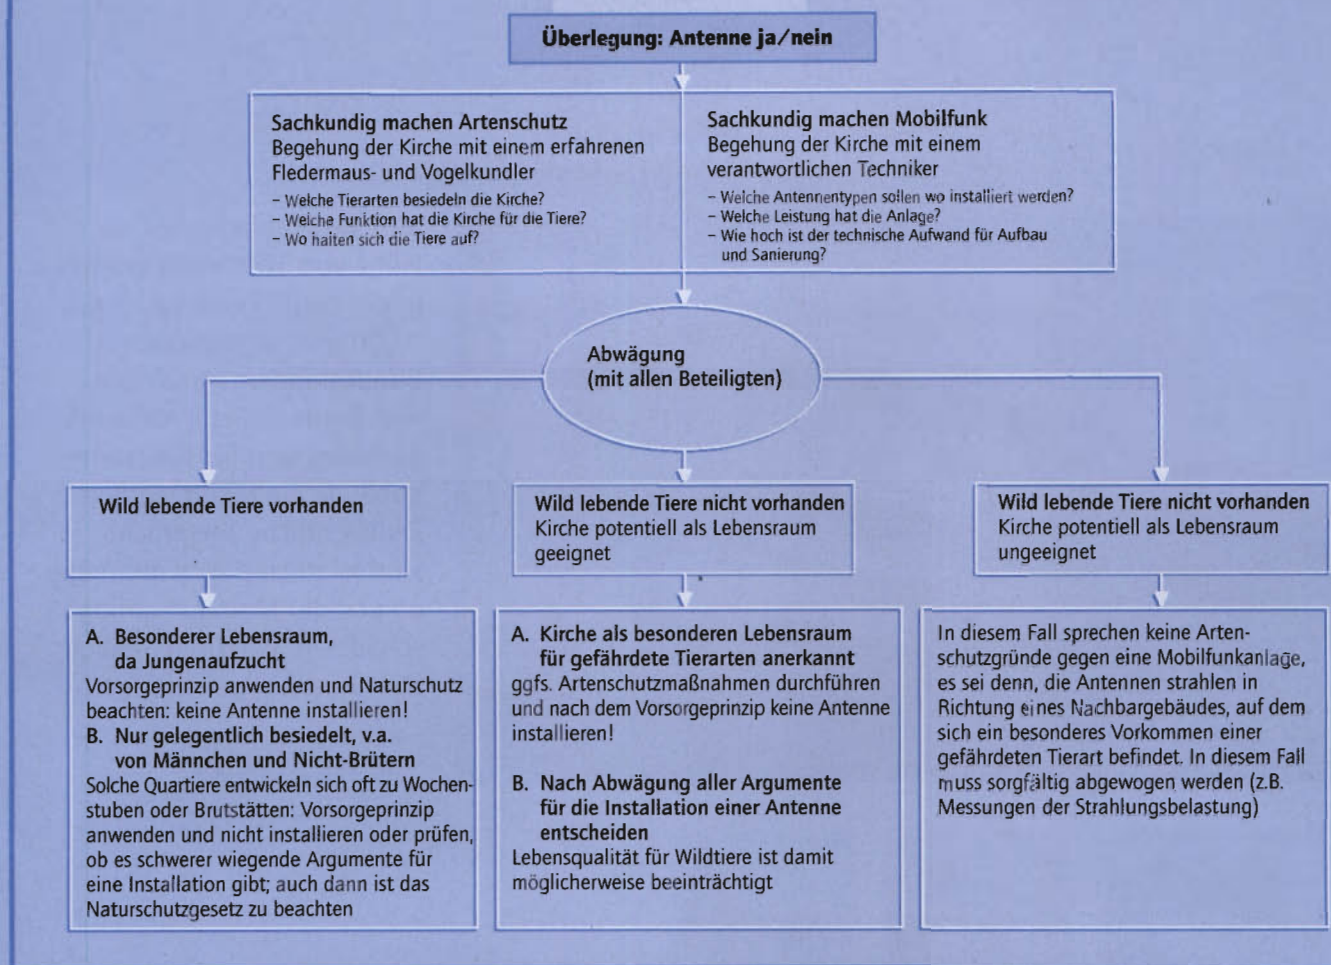 Überlegung: Antenne ja/nein
Sachkundig machen Artenschutz
Begehung der Kirche mit einem erfahrenen
Fledermaus- und Vogelkundler
– Welche Tierarten besiedeln die Kirche?
– Welche Funktion hat die Kirche für die Tiere?
– Wo halten sich die Tiere auf?
Sachkundig machen Mobilfunk
Begehung der Kirche mit einem
verantwortlichen Techniker
– Welche Antennentypen sollen wo installiert werden?
– Welche Leistung hat die Anlage?
– Wie hoch ist der technische Aufwand für Aufbau
und Sanierung?
Abwägung
(mit allen Beteiligten)
Wild lebende Tiere vorhanden
Wild lebende Tiere nicht vorhanden
Kirche potentiell als Lebensraum
geeignet
Wild lebende Tiere nicht vorhanden
Kirche potentiell als Lebensraum
ungeeignet
A. Besonderer Lebensraum,
da Jungenaufzucht
Vorsorgeprinzip anwenden und Naturschutz
beachten: keine Antenne installieren!
B. Nur gelegentlich besiedelt, v.a.
von Männchen und Nicht-Brütern
Solche Quartiere entwickeln sich oft zu Wochen-
stuben oder Brutstätten: Vorsorgeprinzip
anwenden und nicht installieren oder prüfen,
ob es schwerer wiegende Argumente für
eine Installation gibt; auch dann ist das
Naturschutzgesetz zu beachten
A. Kirche als besonderen Lebensraum
für gefährdete Tierarten anerkannt
ggfs. Artenschutzmaßnahmen durchführen
und nach dem Vorsorgeprinzip keine Antenne
installieren!
B. Nach Abwägung aller Argumente
für die Installation einer Antenne
entscheiden
Lebensqualität für Wildtiere ist damit
möglicherweise beeinträchtigt
In diesem Fall sprechen keine Arten-
schutzgründe gegen eine Mobilfunkanlage,
es sei denn, die Antennen strahlen in
Richtung eines Nachbargebäudes, auf dem
sich ein besonderes Vorkommen einer
gefährdeten Tierart befindet. In diesem Fall
muss sorgfältig abgewogen werden (z.B.
Messungen der Strahlungsbelastung)